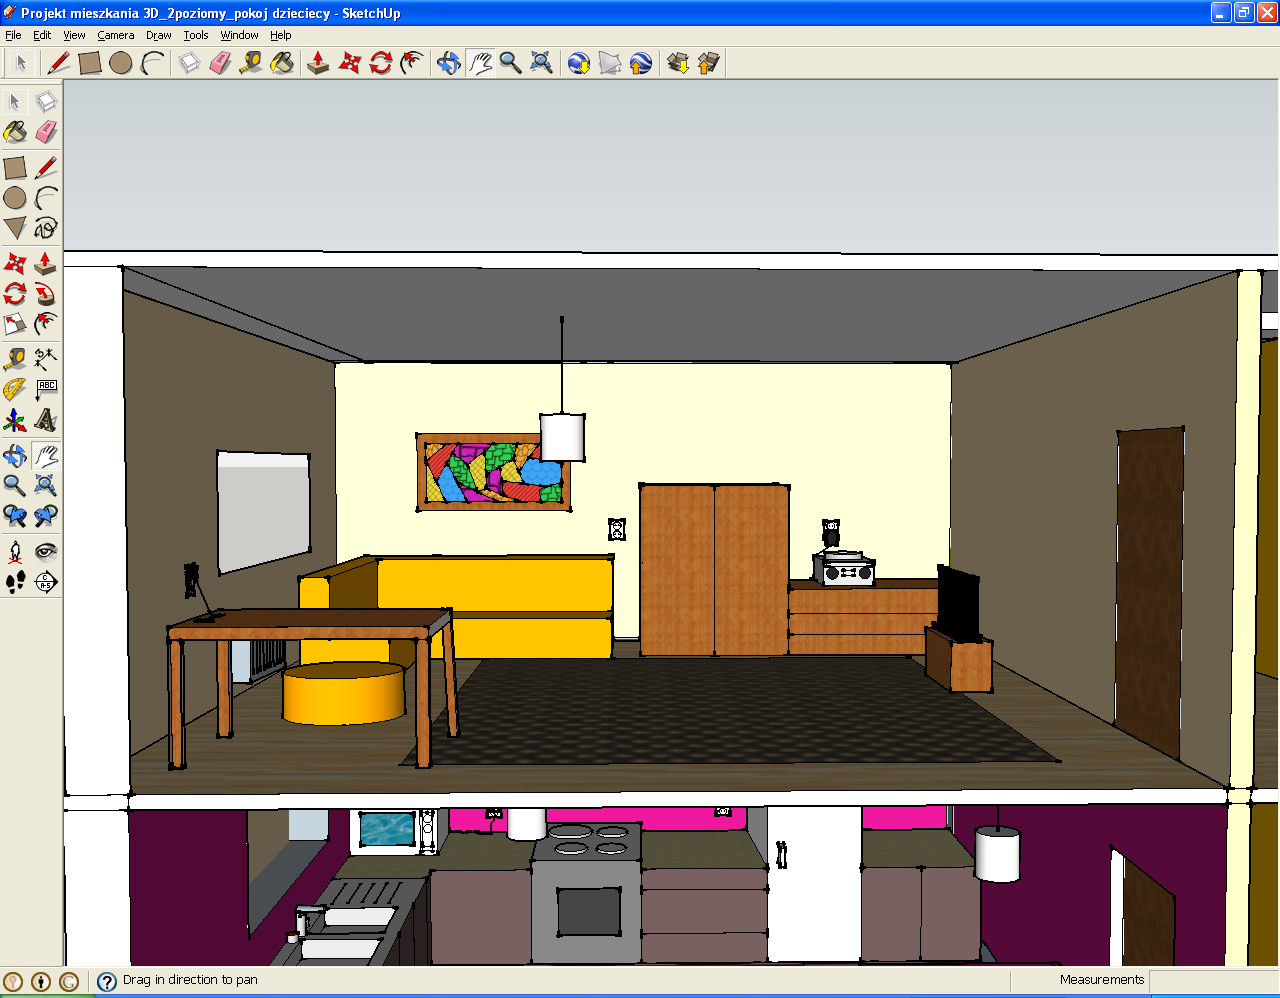 Projekt mieszkania 3D_2poziomy_pokoj dzieciecy - SketchUp
File Edit View Camera Draw Tools Window Help
ABC
A
Drag in direction to pan
Measurements